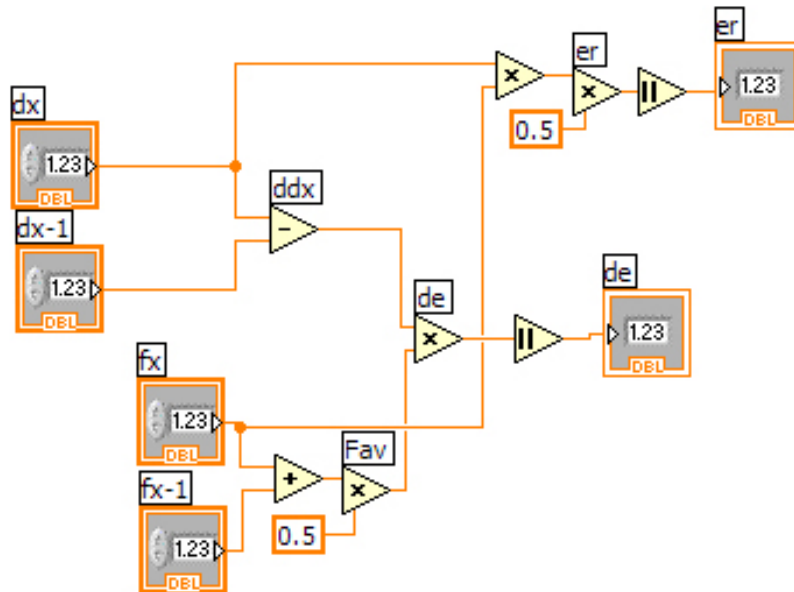 er
er
1.23
DBL
0.5
dx
1.23
DBL
ddx
dx-1
1.23
DBL
de
de
1.23
DBL
fx
1.23
DBL
Fav
fx-1
1.23
DBL
0.5